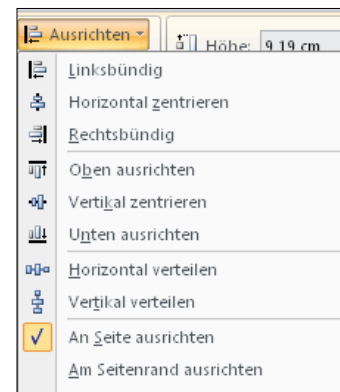 Ausrichten
Höhe: 9,19 cm
Linksbündig
Horizontal zentrieren
Rechtsbündig
Oben ausrichten
Vertikal zentrieren
Unten ausrichten
Horizontal verteilen
Vertikal verteilen
An Seite ausrichten
Am Seitenrand ausrichten